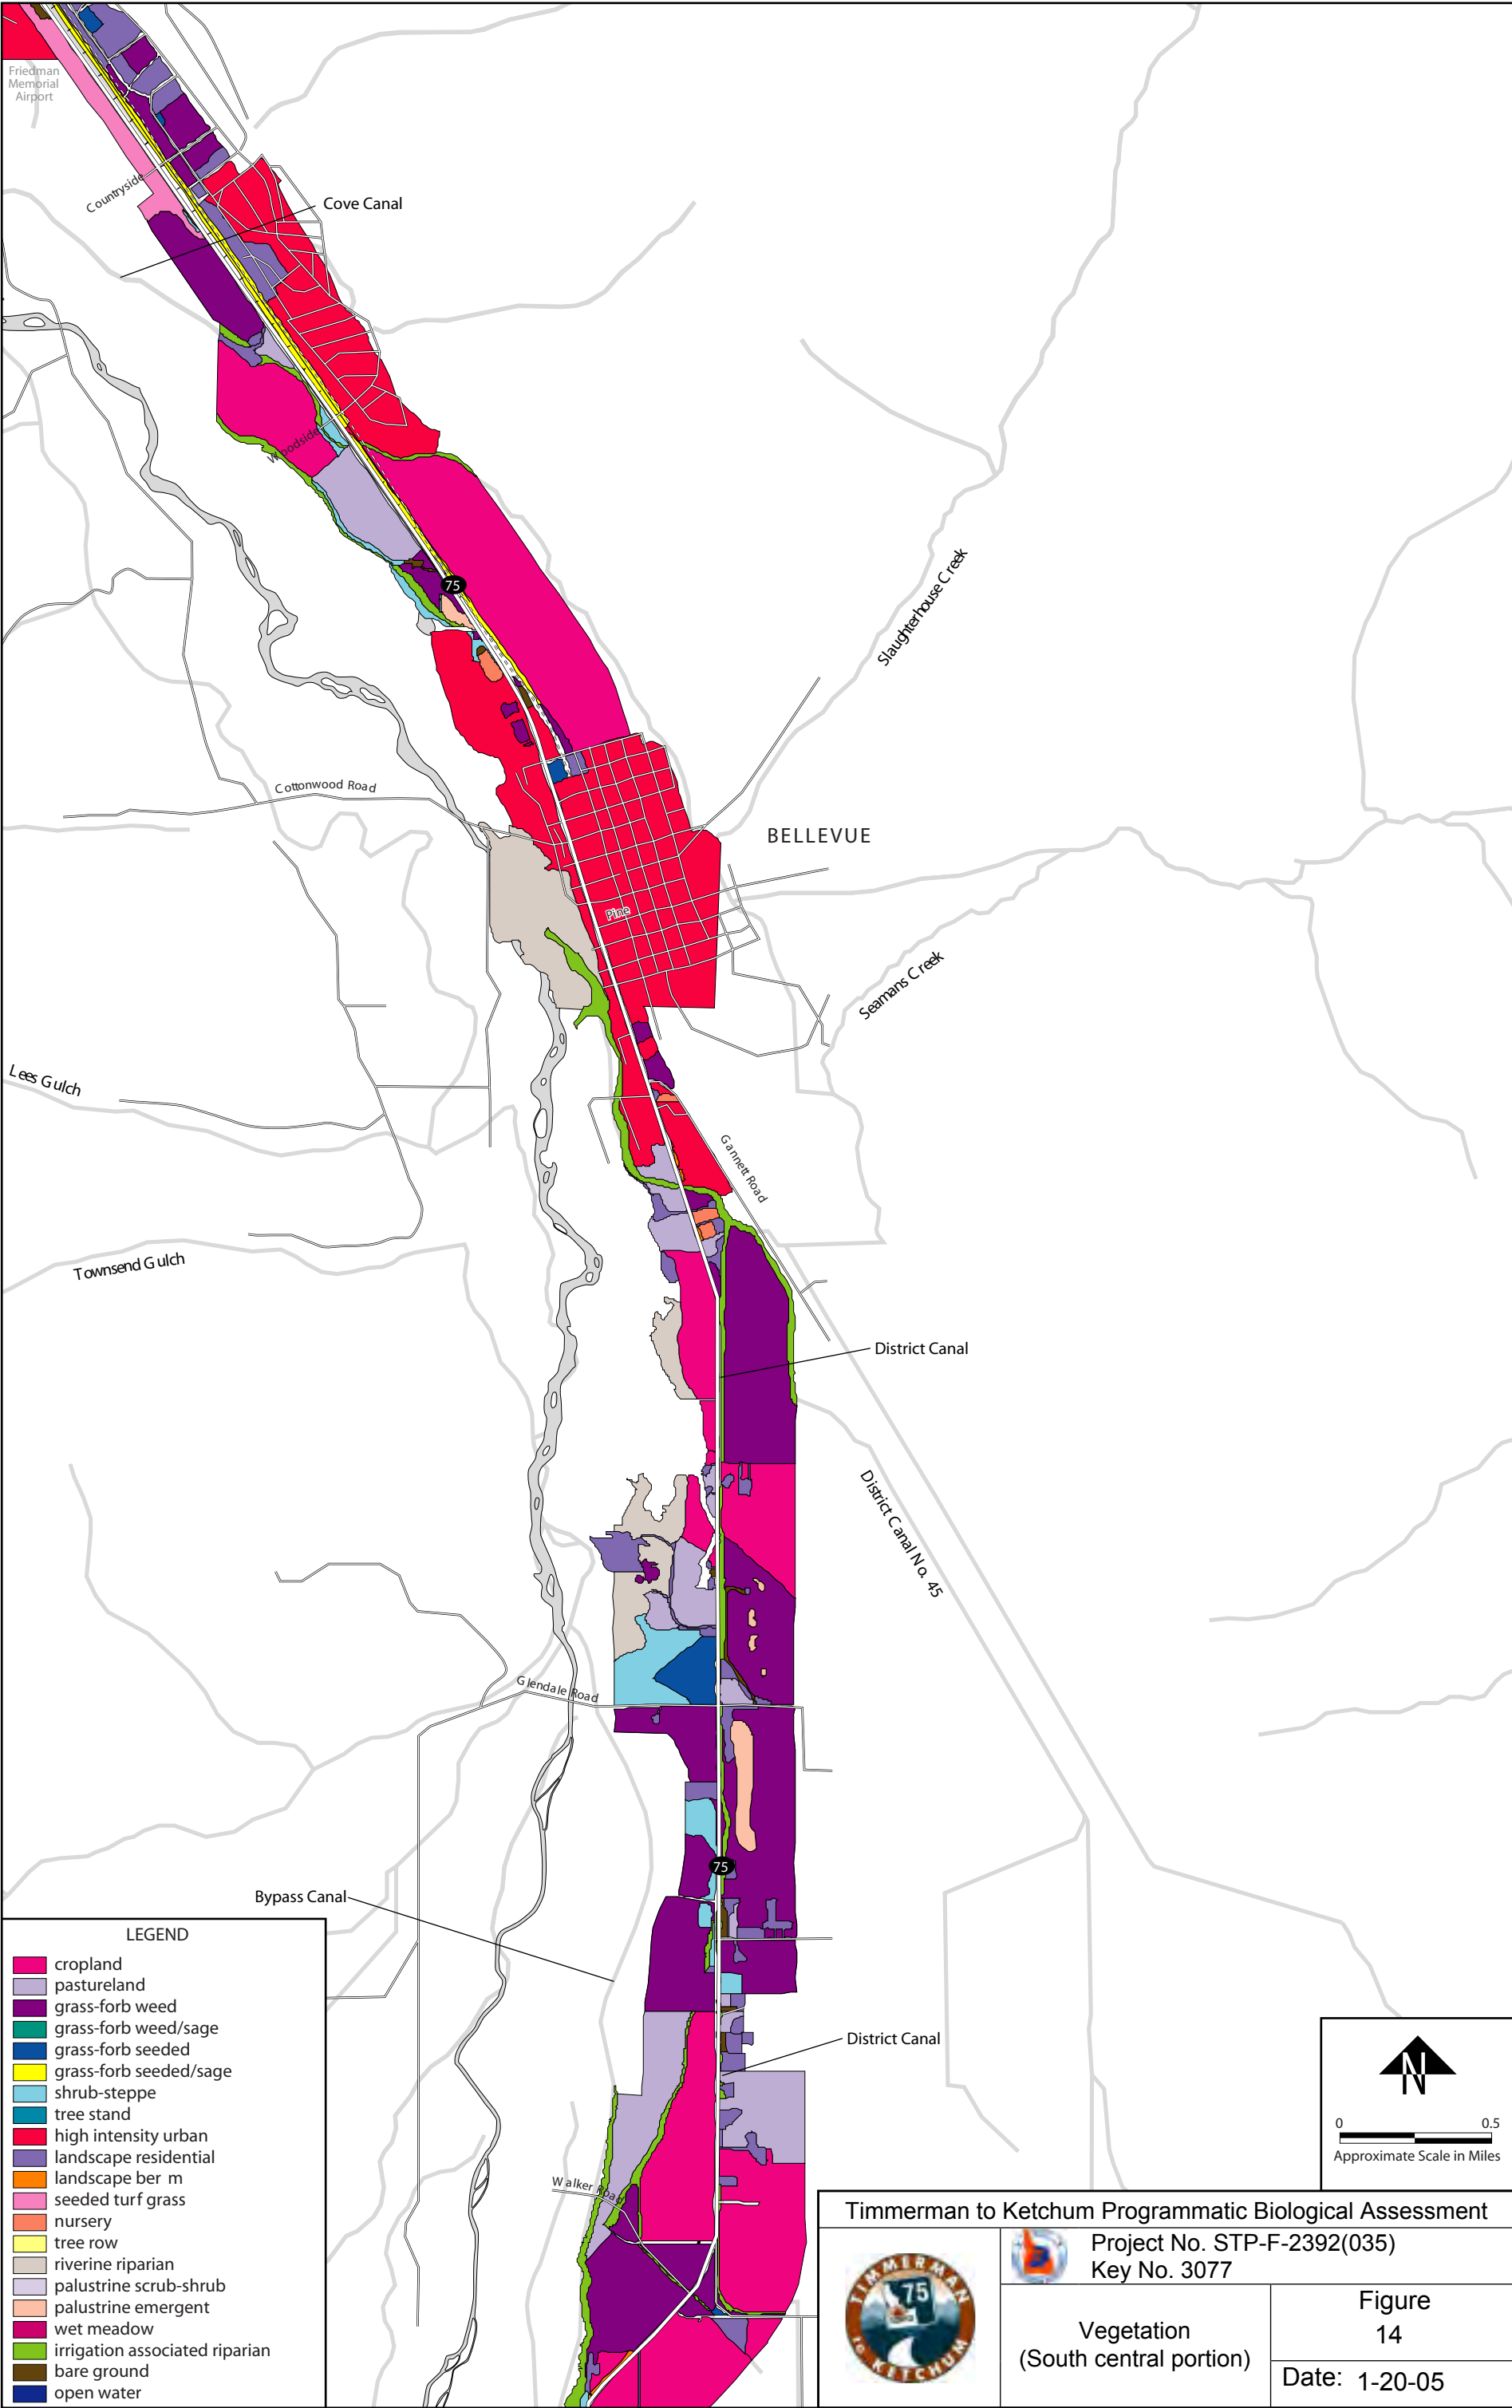 Friedman
Memorial
Airport
Countryside
Cove Canal
Woodside
75
Slaughterhouse Creek
Cottonwood Road
BELLEVUE
Pine
Seamans Creek
Lees Gulch
Gannett Road
Townsend Gulch
District Canal
District Canal No. 45
Glendale Road
75
Bypass Canal
District Canal
Walker Road
LEGEND
cropland
pastureland
grass-forb weed
grass-forb weed/sage
grass-forb seeded
grass-forb seeded/sage
shrub-steppe
tree stand
high intensity urban
landscape residential
landscape ber m
seeded turf grass
nursery
tree row
riverine riparian
palustrine scrub-shrub
palustrine emergent
wet meadow
irrigation associated riparian
bare ground
open water
N
0 0.5
Approximate Scale in Miles
Timmerman to Ketchum Programmatic Biological Assessment
TIMMERMAN
75
to KETCHUM
Project No. STP-F-2392(035)
Key No. 3077
Vegetation
(South central portion)
Figure
14
Date: 1-20-05